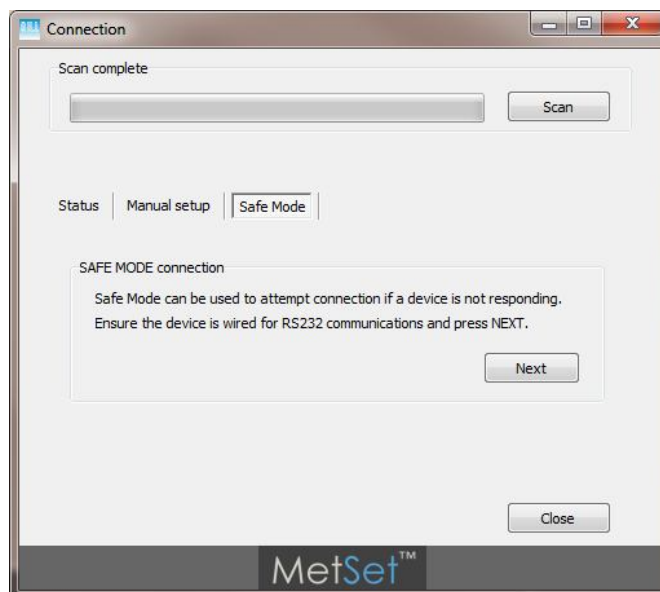 Connection
Scan complete
Scan
Status
Manual setup
Safe Mode
SAFE MODE connection
Safe Mode can be used to attempt connection if a device is not responding.
Ensure the device is wired for RS232 communications and press NEXT.
Next
Close
MetSet™